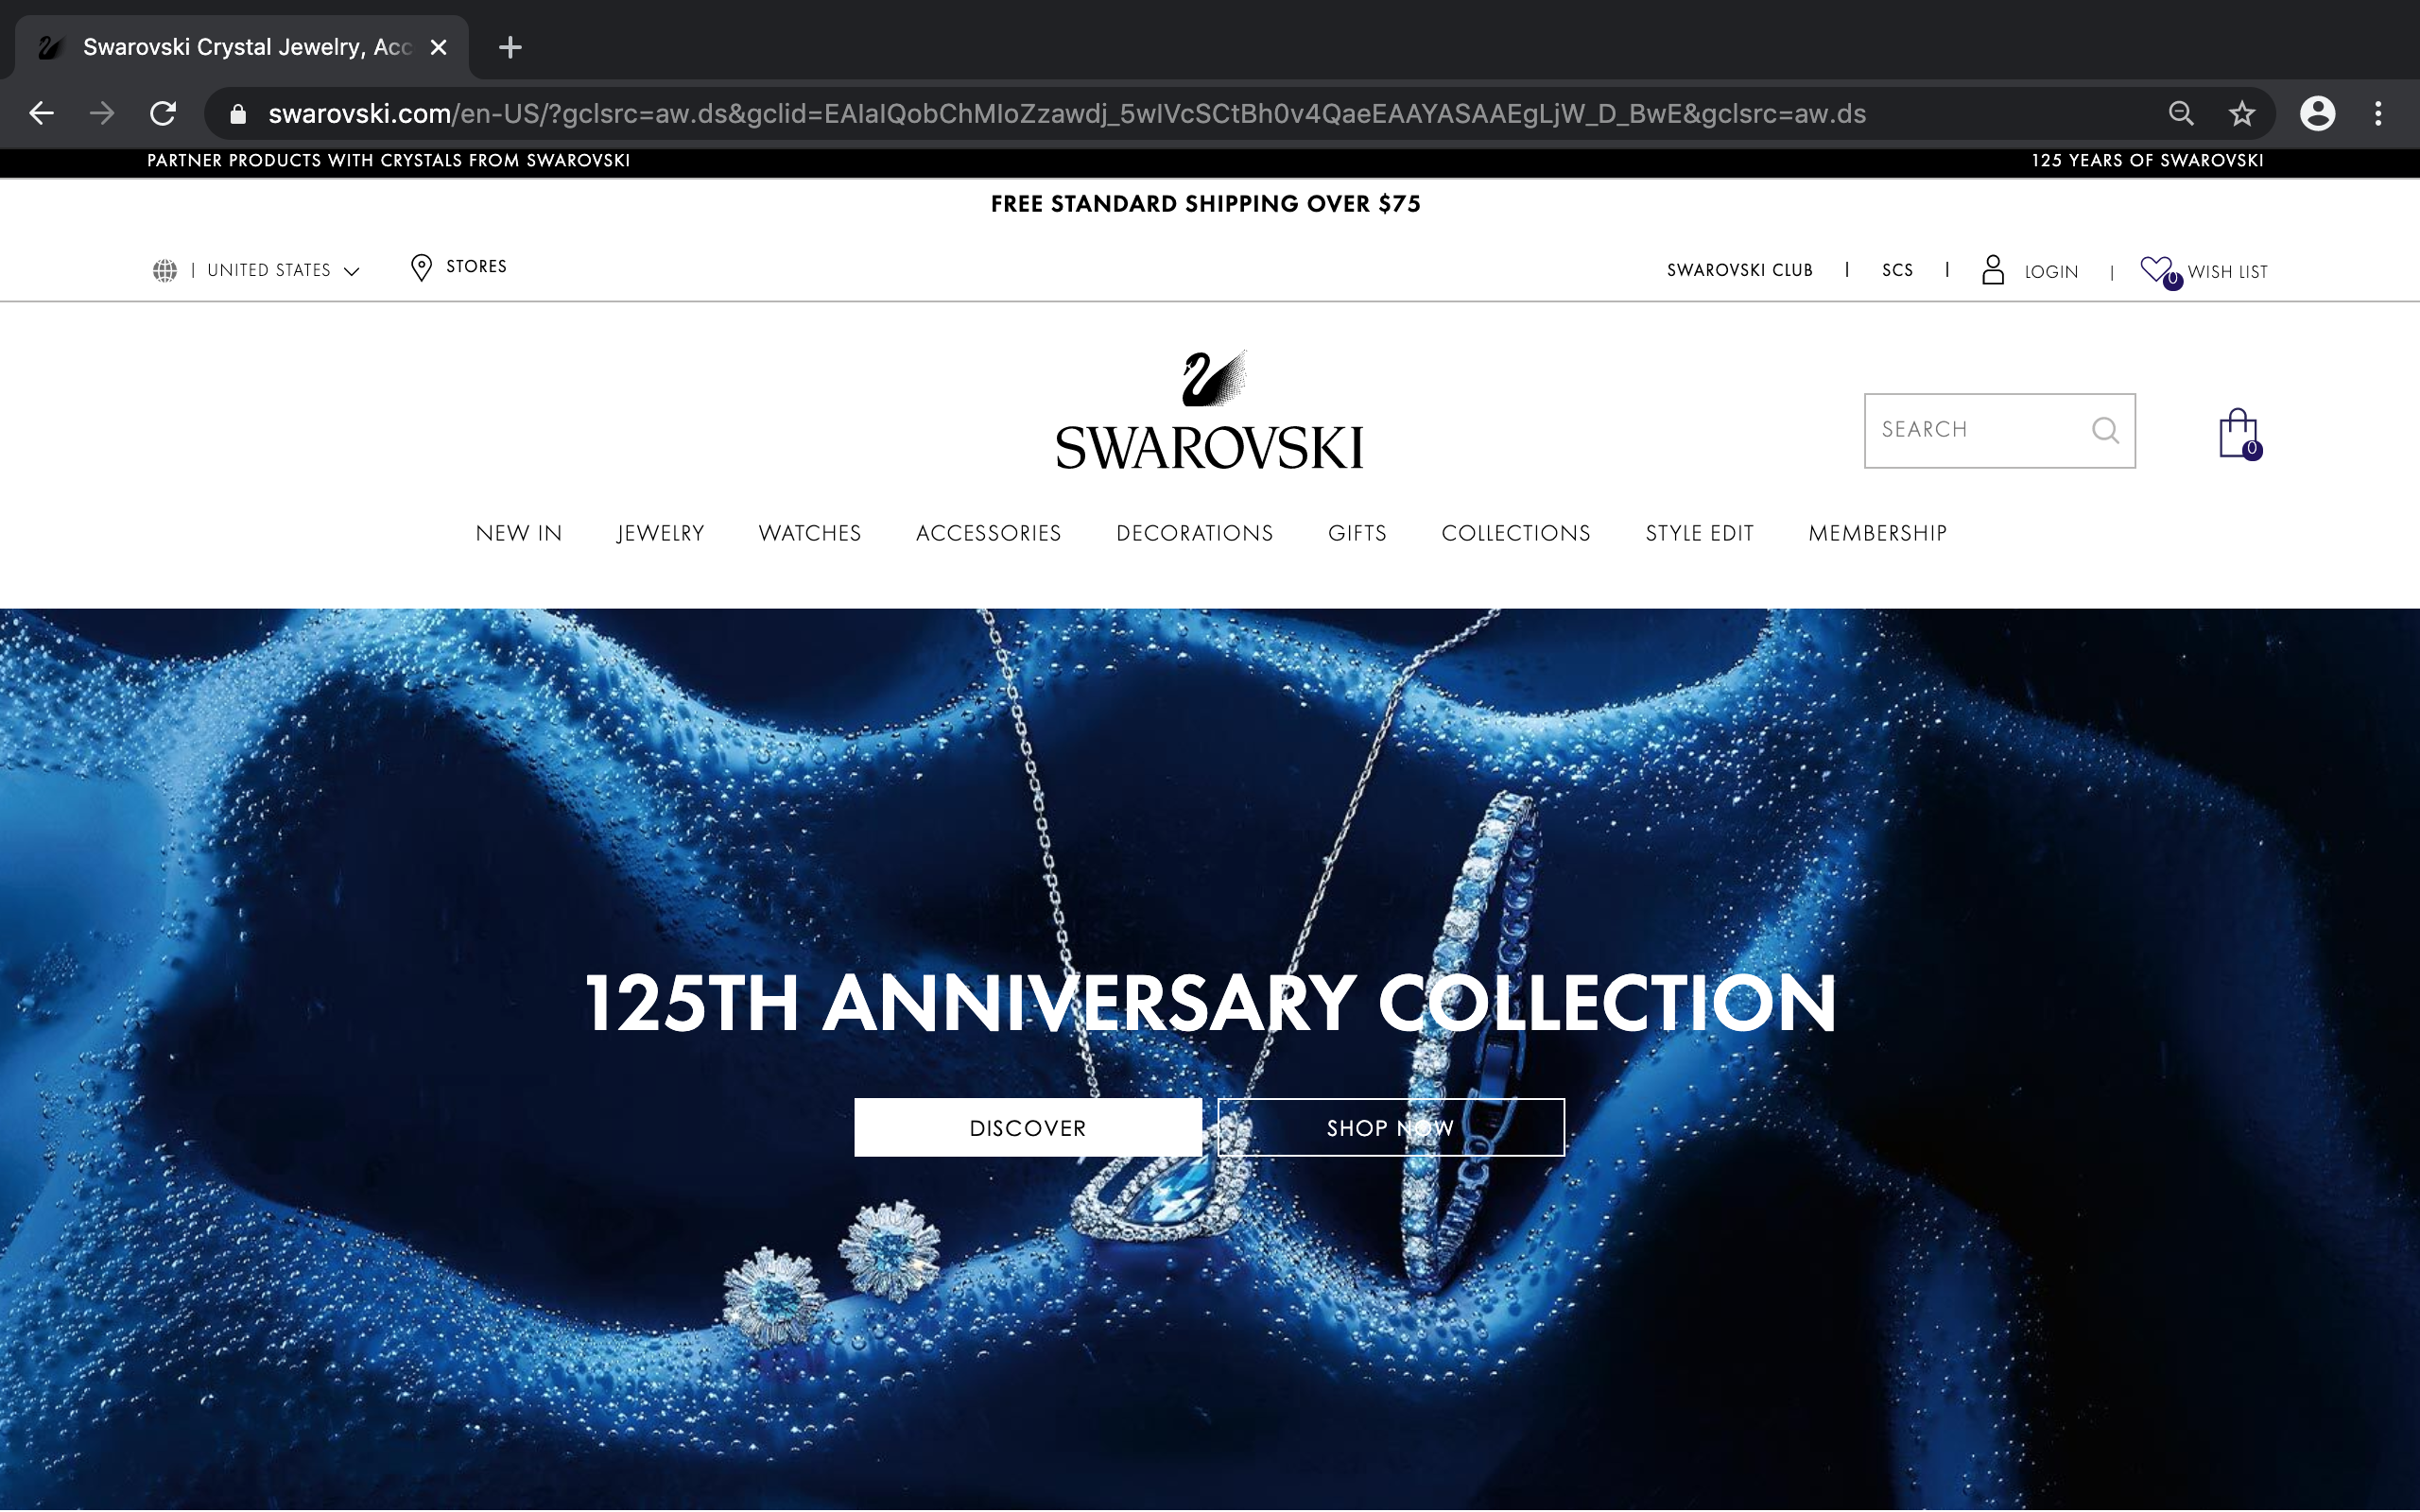 Swarovski Crystal Jewelry, Acc
swarovski.com/en-US/?gclsrc=aw.ds&gclid=EAIaIQobChMIoZzawdj_5wIVcSCtBh0v4QaeEAAYASAAEgLjW_D_BwE&gclsrc=aw.ds
PARTNER PRODUCTS WITH CRYSTALS FROM SWAROVSKI 125 YEARS OF SWAROVSKI
FREE STANDARD SHIPPING OVER $75
| UNITED STATES STORES SWAROVSKI CLUB | SCS | LOGIN | 0 WISH LIST
SWAROVSKI
SEARCH 0
NEW IN JEWELRY WATCHES ACCESSORIES DECORATIONS GIFTS COLLECTIONS STYLE EDIT MEMBERSHIP
125TH ANNIVERSARY COLLECTION
DISCOVER SHOP NOW